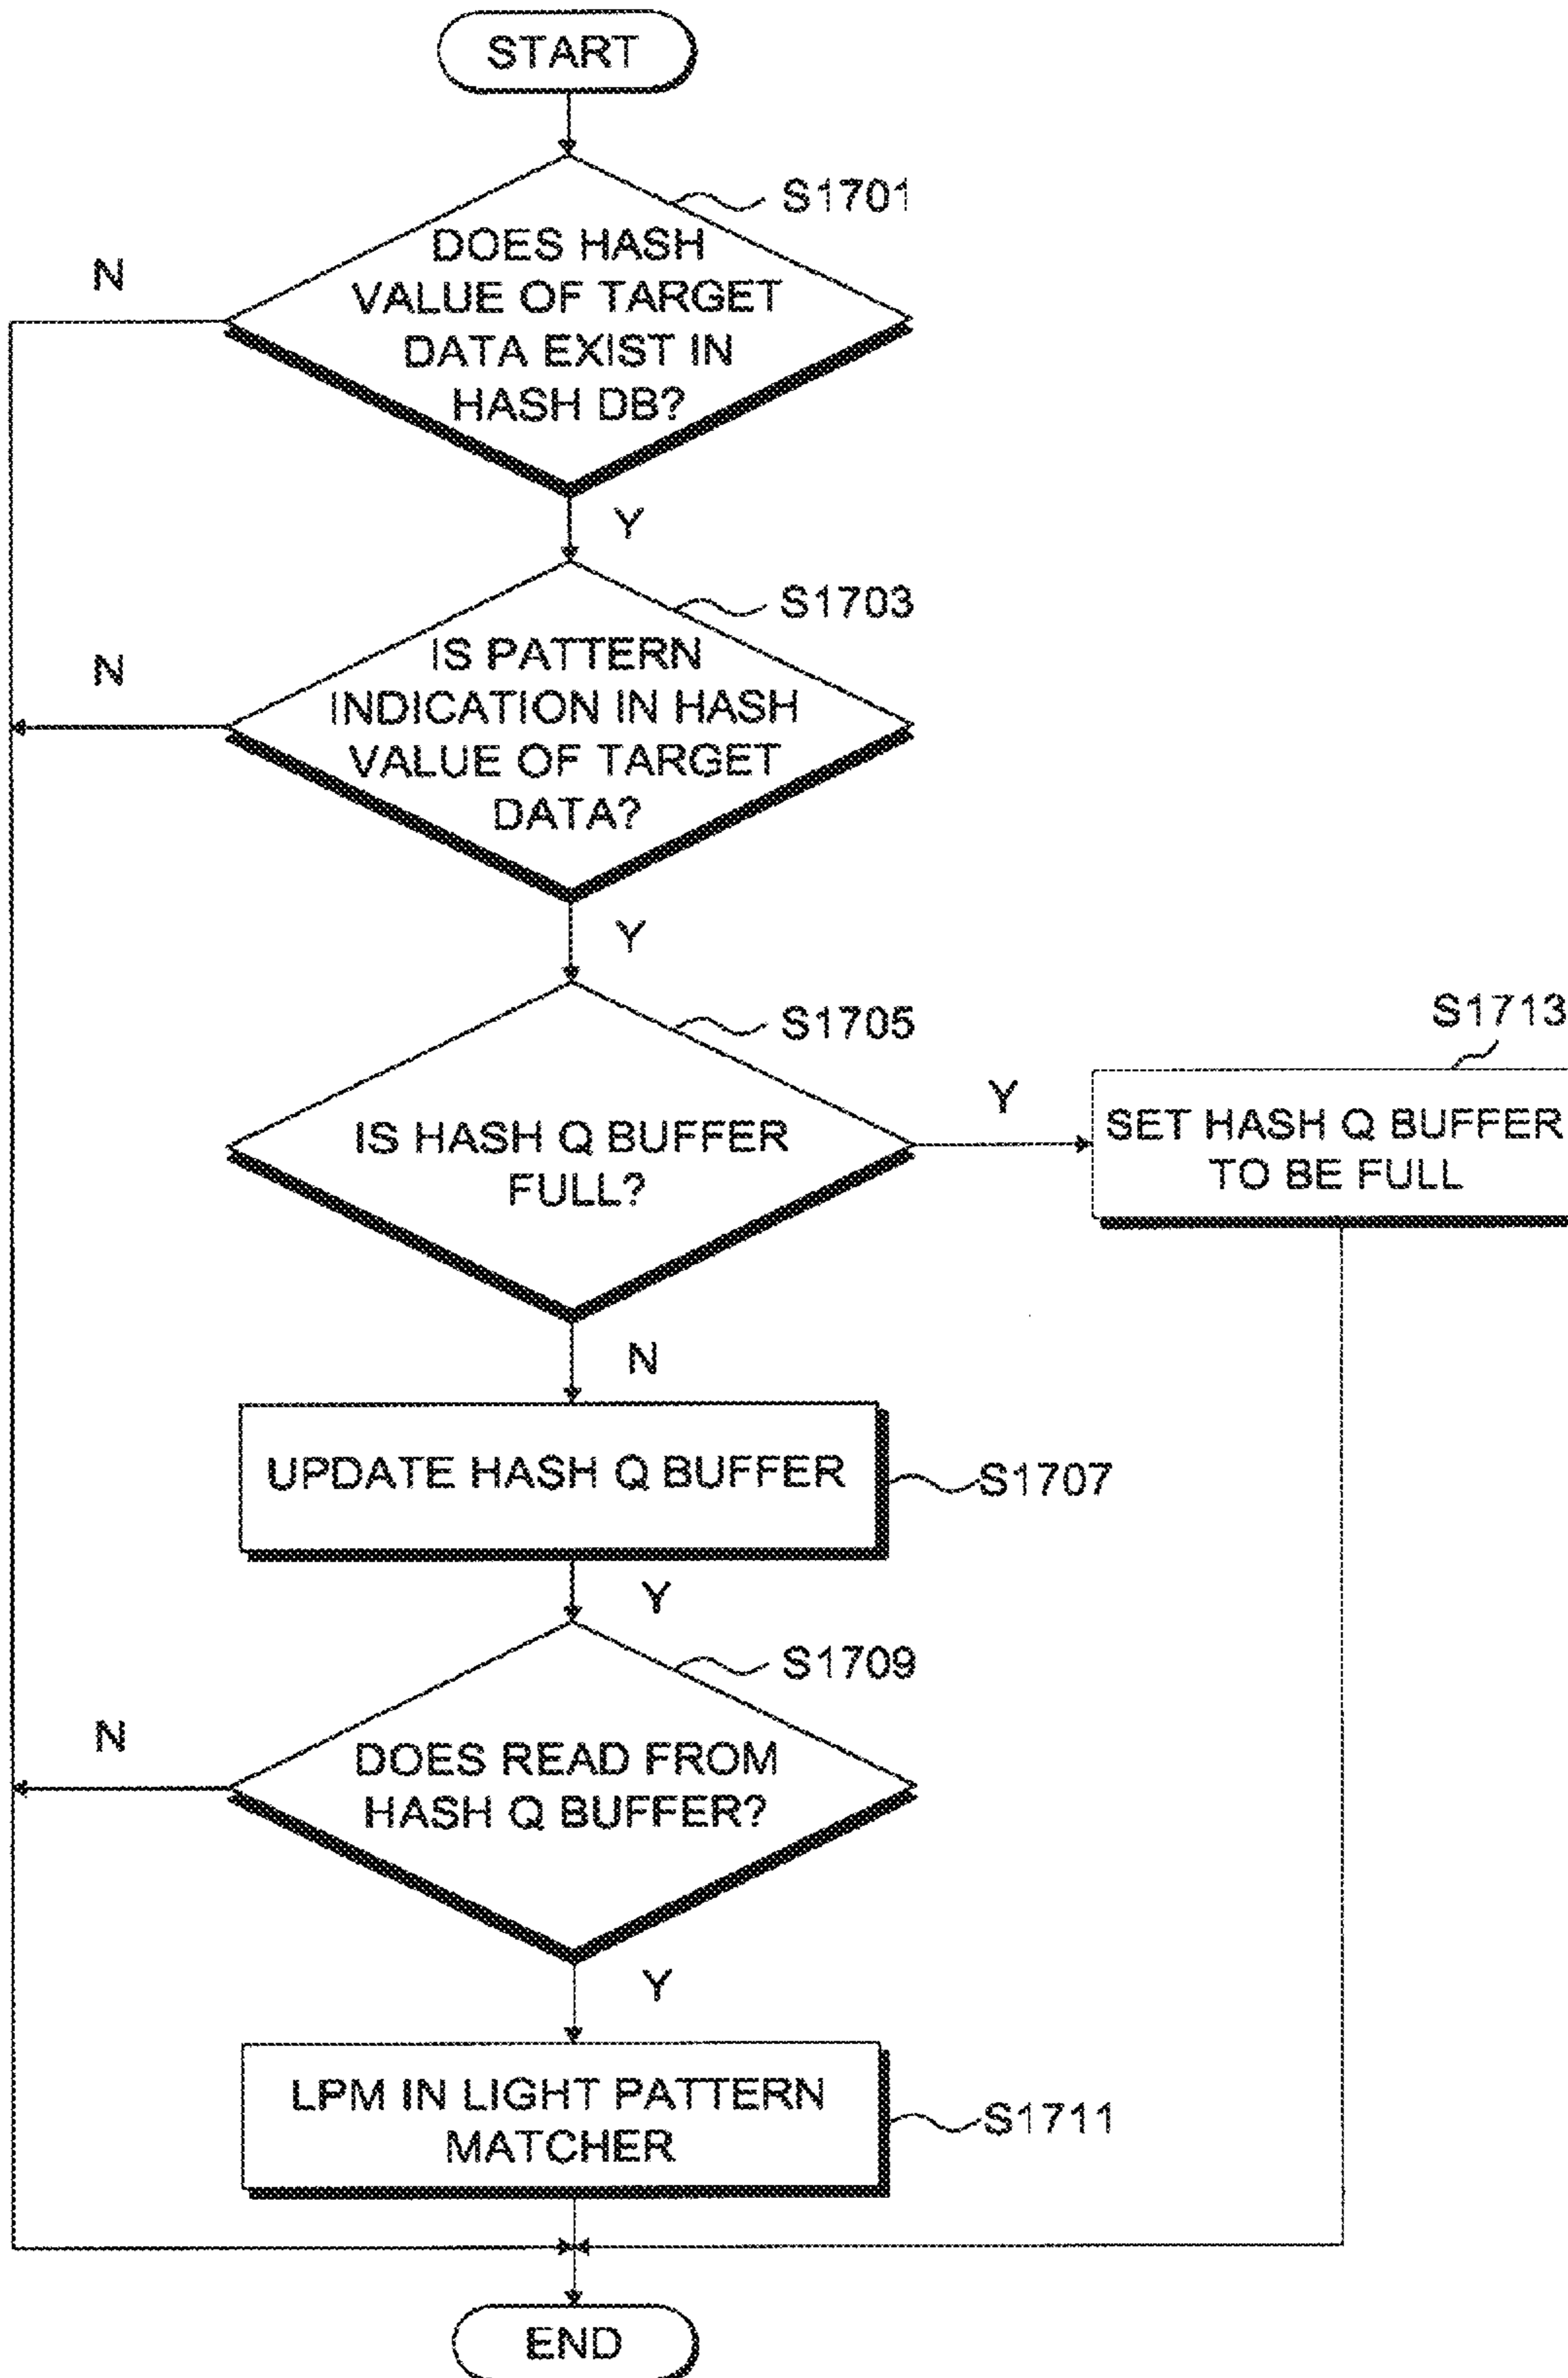 START
S1701
DOES HASH
VALUE OF TARGET
DATA EXIST IN
HASH DB?
N
Y
S1703
IS PATTERN
INDICATION IN HASH
VALUE OF TARGET
DATA?
N
Y
S1705
IS HASH Q BUFFER
FULL?
Y
S1713
SET HASH Q BUFFER
TO BE FULL
N
UPDATE HASH Q BUFFER
S1707
Y
S1709
DOES READ FROM
HASH Q BUFFER?
N
Y
LPM IN LIGHT PATTERN
MATCHER
S1711
END